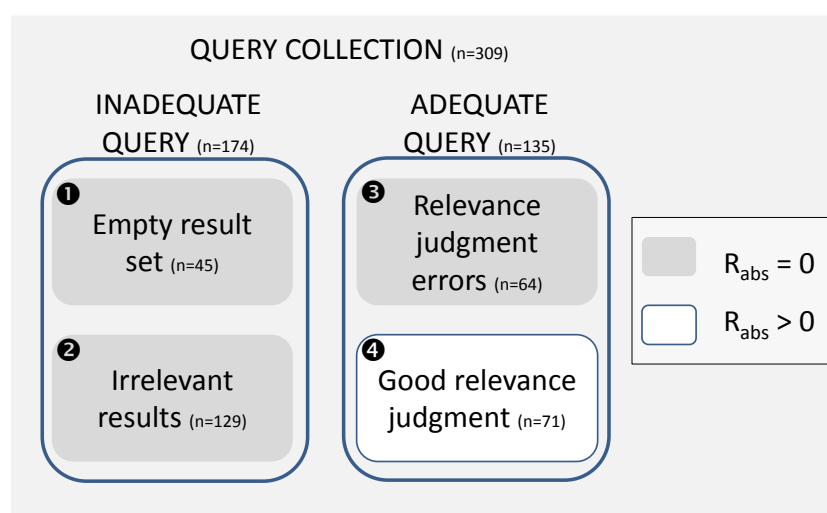 QUERY COLLECTION (n=309)
INADEQUATE
QUERY (n=174)
❶
Empty result
set (n=45)
❷
Irrelevant
results (n=129)
ADEQUATE
QUERY (n=135)
❸
Relevance
judgment
errors (n=64)
❹
Good relevance
judgment (n=71)
Rabs = 0
Rabs > 0